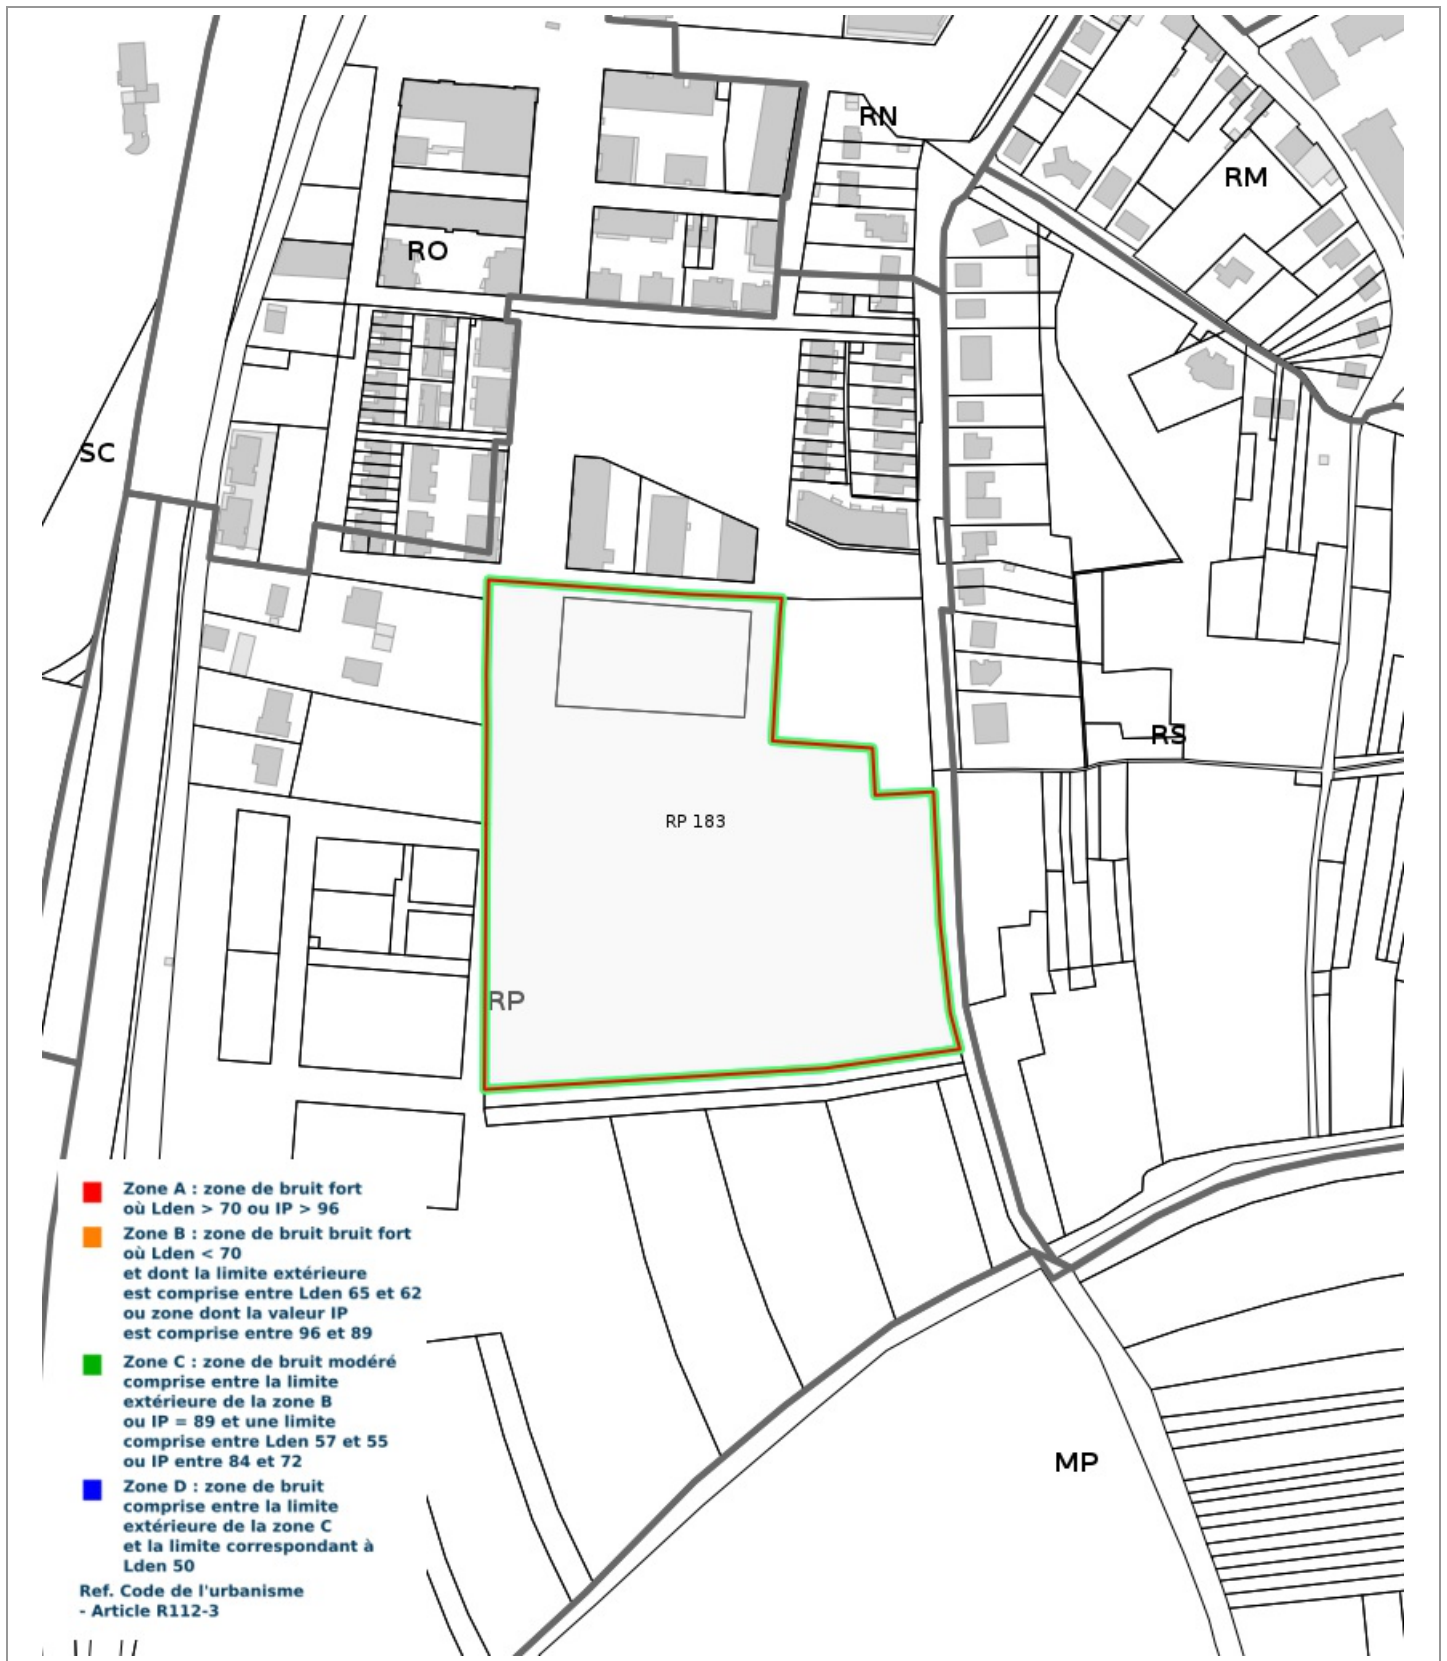 RN
RM
RO
SC
RS
RP 183
RP
MP
Zone A : zone de bruit fort
où Lden > 70 ou IP > 96
Zone B : zone de bruit bruit fort
où Lden < 70
et dont la limite extérieure
est comprise entre Lden 65 et 62
ou zone dont la valeur IP
est comprise entre 96 et 89
Zone C : zone de bruit modéré
comprise entre la limite
extérieure de la zone B
ou IP = 89 et une limite
comprise entre Lden 57 et 55
ou IP entre 84 et 72
Zone D : zone de bruit
comprise entre la limite
extérieure de la zone C
et la limite correspondant à
Lden 50
Ref. Code de l'urbanisme
- Article R112-3